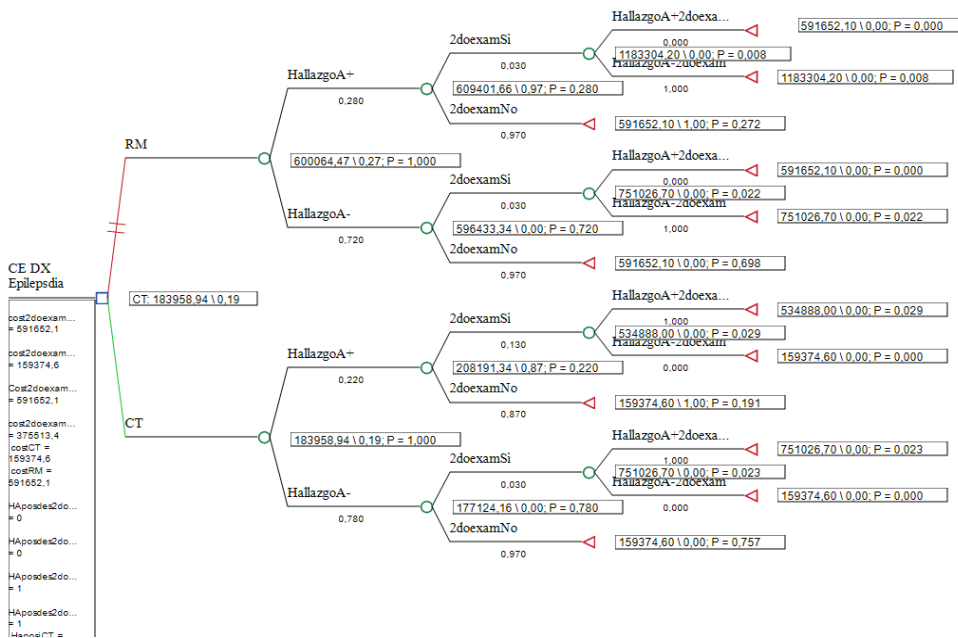 HallazgoA+2doexa...
591652,10 \ 0,00; P = 0,000
2doexamSi
0,000
1183304,20 \ 0,00; P = 0,008
HallazgoA-2doexam
1183304,20 \ 0,00; P = 0,008
0,030
HallazgoA+
1,000
609401,66 \ 0,97; P = 0,280
0,280
2doexamNo
591652,10 \ 1,00; P = 0,272
0,970
RM
HallazgoA+2doexa...
600064,47 \ 0,27; P = 1,000
591652,10 \ 0,00; P = 0,000
2doexamSi
0,000
751026,70 \ 0,00; P = 0,022
HallazgoA-2doexam
0,030
HallazgoA-
751026,70 \ 0,00; P = 0,022
1,000
596433,34 \ 0,00; P = 0,720
0,720
2doexamNo
591652,10 \ 0,00; P = 0,698
0,970
CE DX
Epilepsdia
CT: 183958,94 \ 0,19
HallazgoA+2doexa...
534888,00 \ 0,00; P = 0,029
2doexamSi
1,000
534888,00 \ 0,00; P = 0,029
HallazgoA-2doexam
0,130
HallazgoA+
159374,60 \ 0,00; P = 0,000
0,000
208191,34 \ 0,87; P = 0,220
0,220
2doexamNo
159374,60 \ 1,00; P = 0,191
0,870
CT
HallazgoA+2doexa...
183958,94 \ 0,19; P = 1,000
751026,70 \ 0,00; P = 0,023
2doexamSi
1,000
751026,70 \ 0,00; P = 0,023
HallazgoA-2doexam
0,030
HallazgoA-
159374,60 \ 0,00; P = 0,000
0,000
177124,16 \ 0,00; P = 0,780
0,780
2doexamNo
159374,60 \ 0,00; P = 0,757
0,970
cost2doexam...
= 591652,1
cost2doexam...
= 159374,6
Cost2doexam...
= 591652,1
cost2doexam...
= 375513,4
costCT =
159374,6
costRM =
591652,1
HAposdes2do...
= 0
HAposdes2do...
= 0
HAposdes2do...
= 1
HAposdes2do...
= 1
HaposiCT =